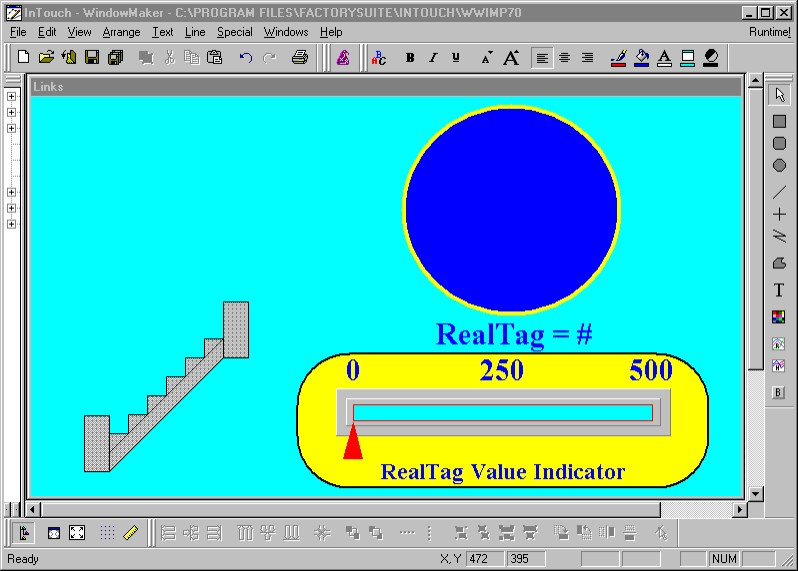 InTouch - WindowMaker - C:\PROGRAM FILES\FACTORYSUITE\INTOUCH\WWIMP70
File Edit View Arrange Text Line Special Windows Help Runtime!
B I U A A A
Links
RealTag = #
0 250 500
RealTag Value Indicator
T
B
Ready X, Y 472 395 NUM